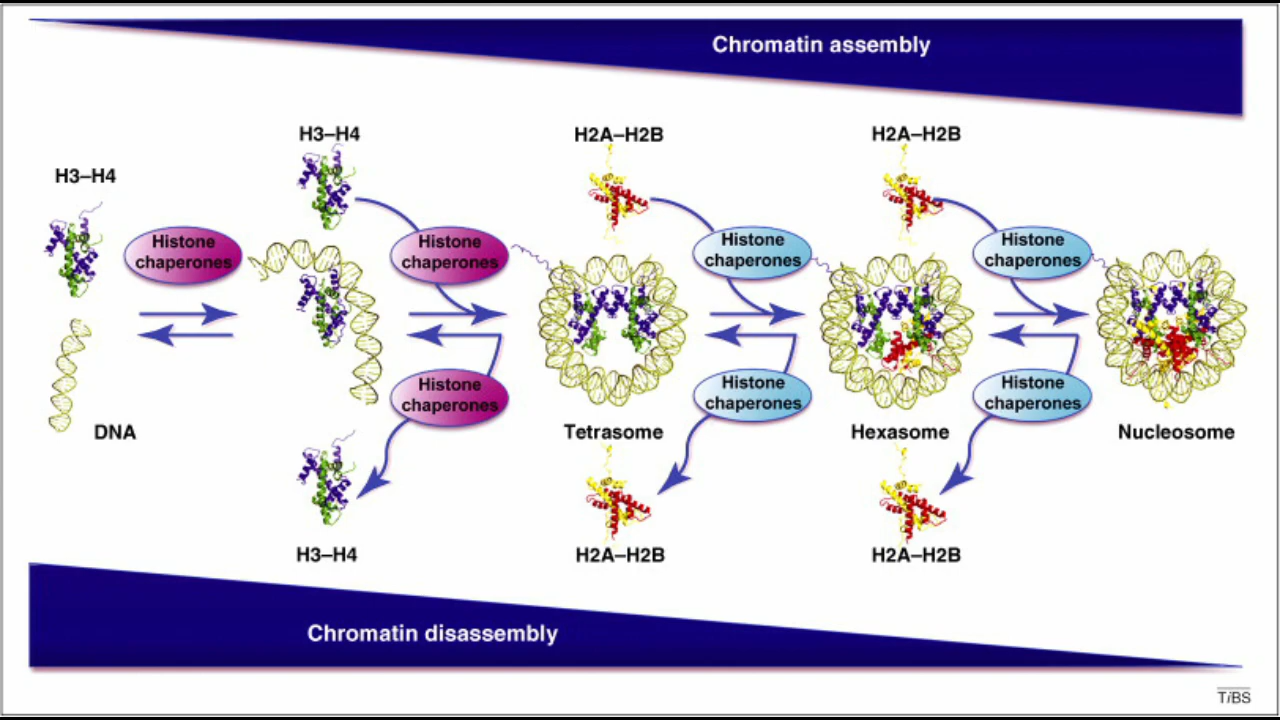 Chromatin assembly
H3–H4
H2A–H2B
H2A–H2B
H3–H4
Histone
chaperones
Histone
chaperones
Histone
chaperones
Histone
chaperones
Histone
chaperones
Histone
chaperones
Histone
chaperones
DNA
Tetrasome
Hexasome
Nucleosome
H3–H4
H2A–H2B
H2A–H2B
Chromatin disassembly
TiBS